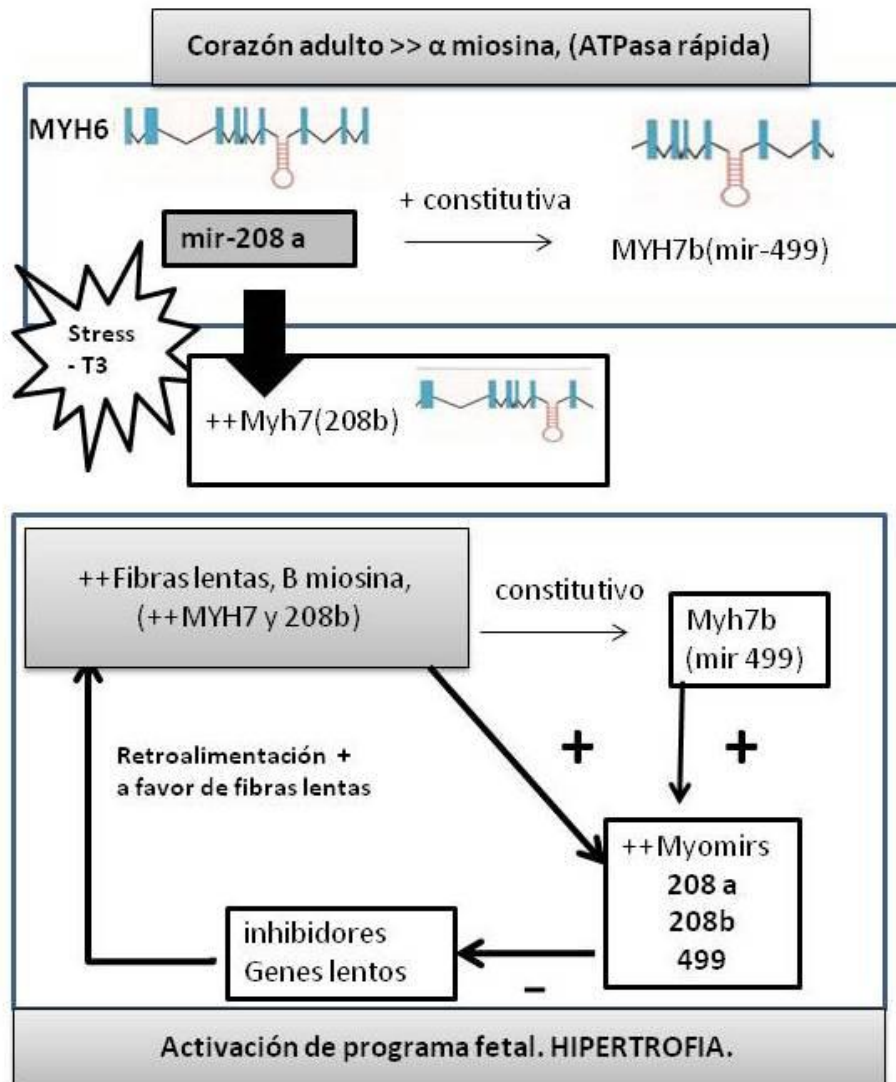 Corazón adulto >> α miosina, (ATPasa rápida)
MYH6
+ constitutiva
mir-208 a
MYH7b(mir-499)
Stress
- T3
++Myh7(208b)
++Fibras lentas, B miosina,
(++MYH7 y 208b)
constitutivo
Myh7b
(mir 499)
Retroalimentación +
a favor de fibras lentas
+
+
++Myomirs
208 a
208b
499
inhibidores
Genes lentos
-
Activación de programa fetal. HIPERTROFIA.